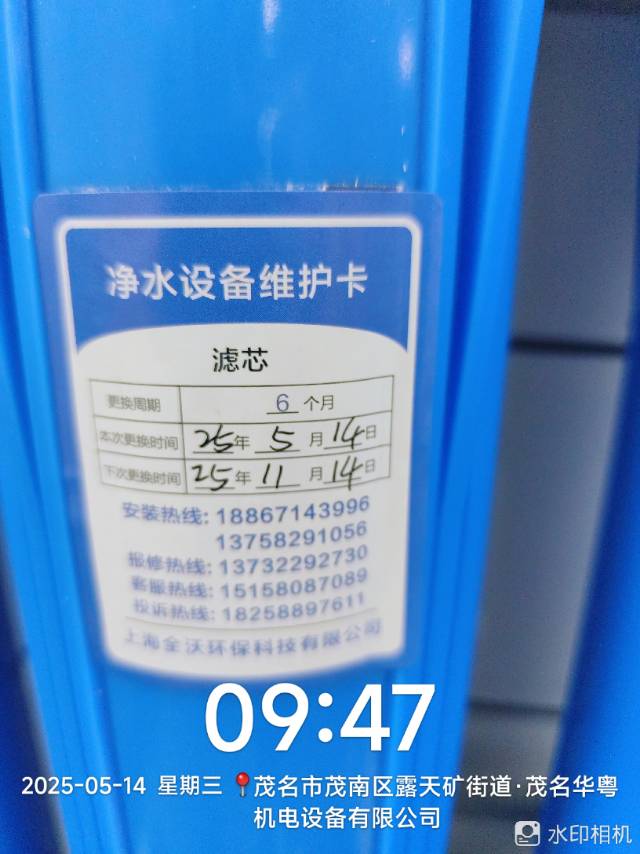 净水设备维护卡
滤芯
更换周期 6 个月
本次更换时间 25 年 5 月 14 日
下次更换时间 25 年 11 月 14 日
安装热线: 18867143996
13758291056
报修热线: 13732292730
客服热线: 15158087089
投诉热线: 18258897611
上海全沃环保科技有限公司
09:47
2025-05-14 星期三 茂名市茂南区露天矿街道·茂名华粤
机电设备有限公司
水印相机